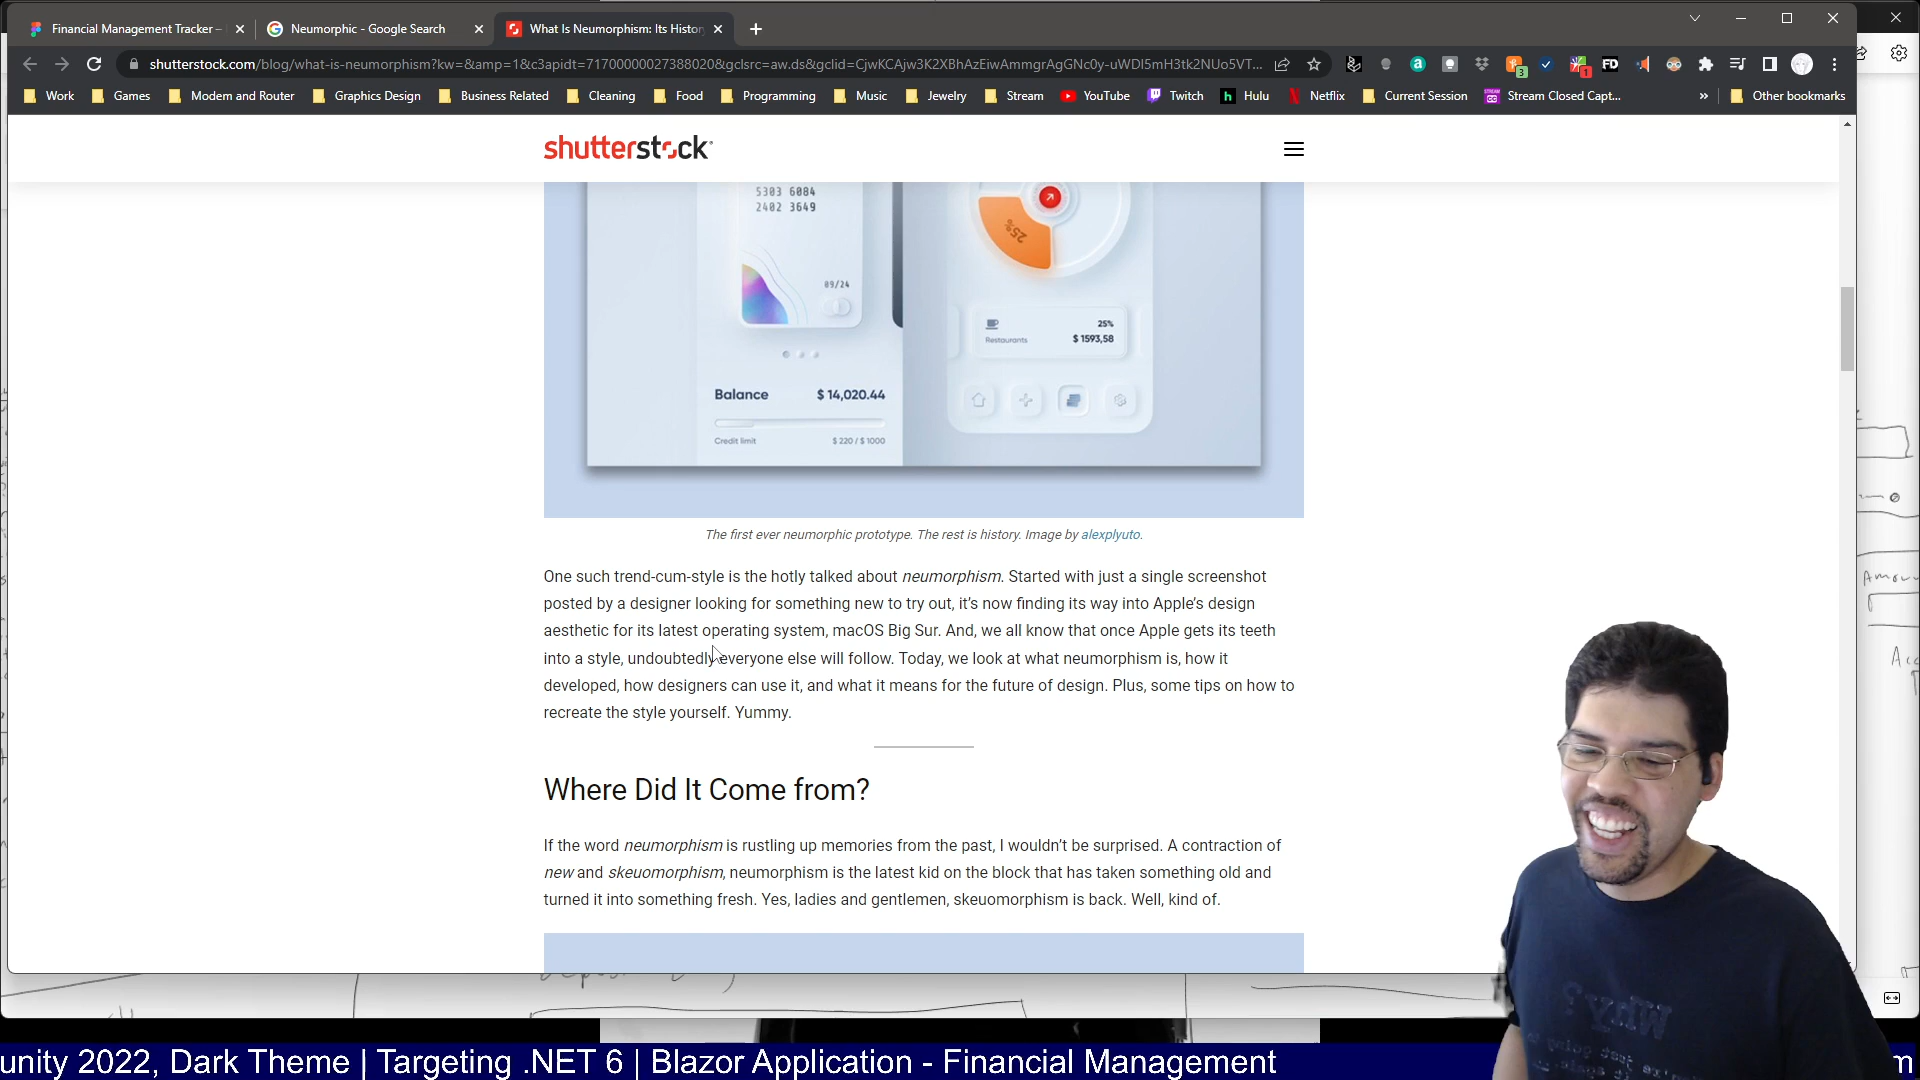 Financial Management Tracker –
Neumorphic - Google Search
What Is Neumorphism: Its Histor
shutterstock.com/blog/what-is-neumorphism?kw=&amp=1&c3apidt=71700000027388020&gclsrc=aw.ds&gclid=CjwKCAjw3K2XBhAzEiwAmmgrAgGNc0y-uWDI5mH3tk2NUo5VT...
Work
Games
Modem and Router
Graphics Design
Business Related
Cleaning
Food
Programming
Music
Jewelry
Stream
YouTube
Twitch
Hulu
Netflix
Current Session
Stream Closed Capt...
Other bookmarks
shutterstock
5303 6084
2402 3649
25%
09/24
25%
Restaurants
$ 1593,58
Balance
$ 14,020.44
Credit limit
$ 220 / $ 1000
The first ever neumorphic prototype. The rest is history. Image by alexplyuto.
One such trend-cum-style is the hotly talked about neumorphism. Started with just a single screenshot
posted by a designer looking for something new to try out, it’s now finding its way into Apple’s design
aesthetic for its latest operating system, macOS Big Sur. And, we all know that once Apple gets its teeth
into a style, undoubtedly everyone else will follow. Today, we look at what neumorphism is, how it
developed, how designers can use it, and what it means for the future of design. Plus, some tips on how to
recreate the style yourself. Yummy.
Where Did It Come from?
If the word neumorphism is rustling up memories from the past, I wouldn’t be surprised. A contraction of
new and skeuomorphism, neumorphism is the latest kid on the block that has taken something old and
turned it into something fresh. Yes, ladies and gentlemen, skeuomorphism is back. Well, kind of.
unity 2022, Dark Theme | Targeting .NET 6 | Blazor Application - Financial Management